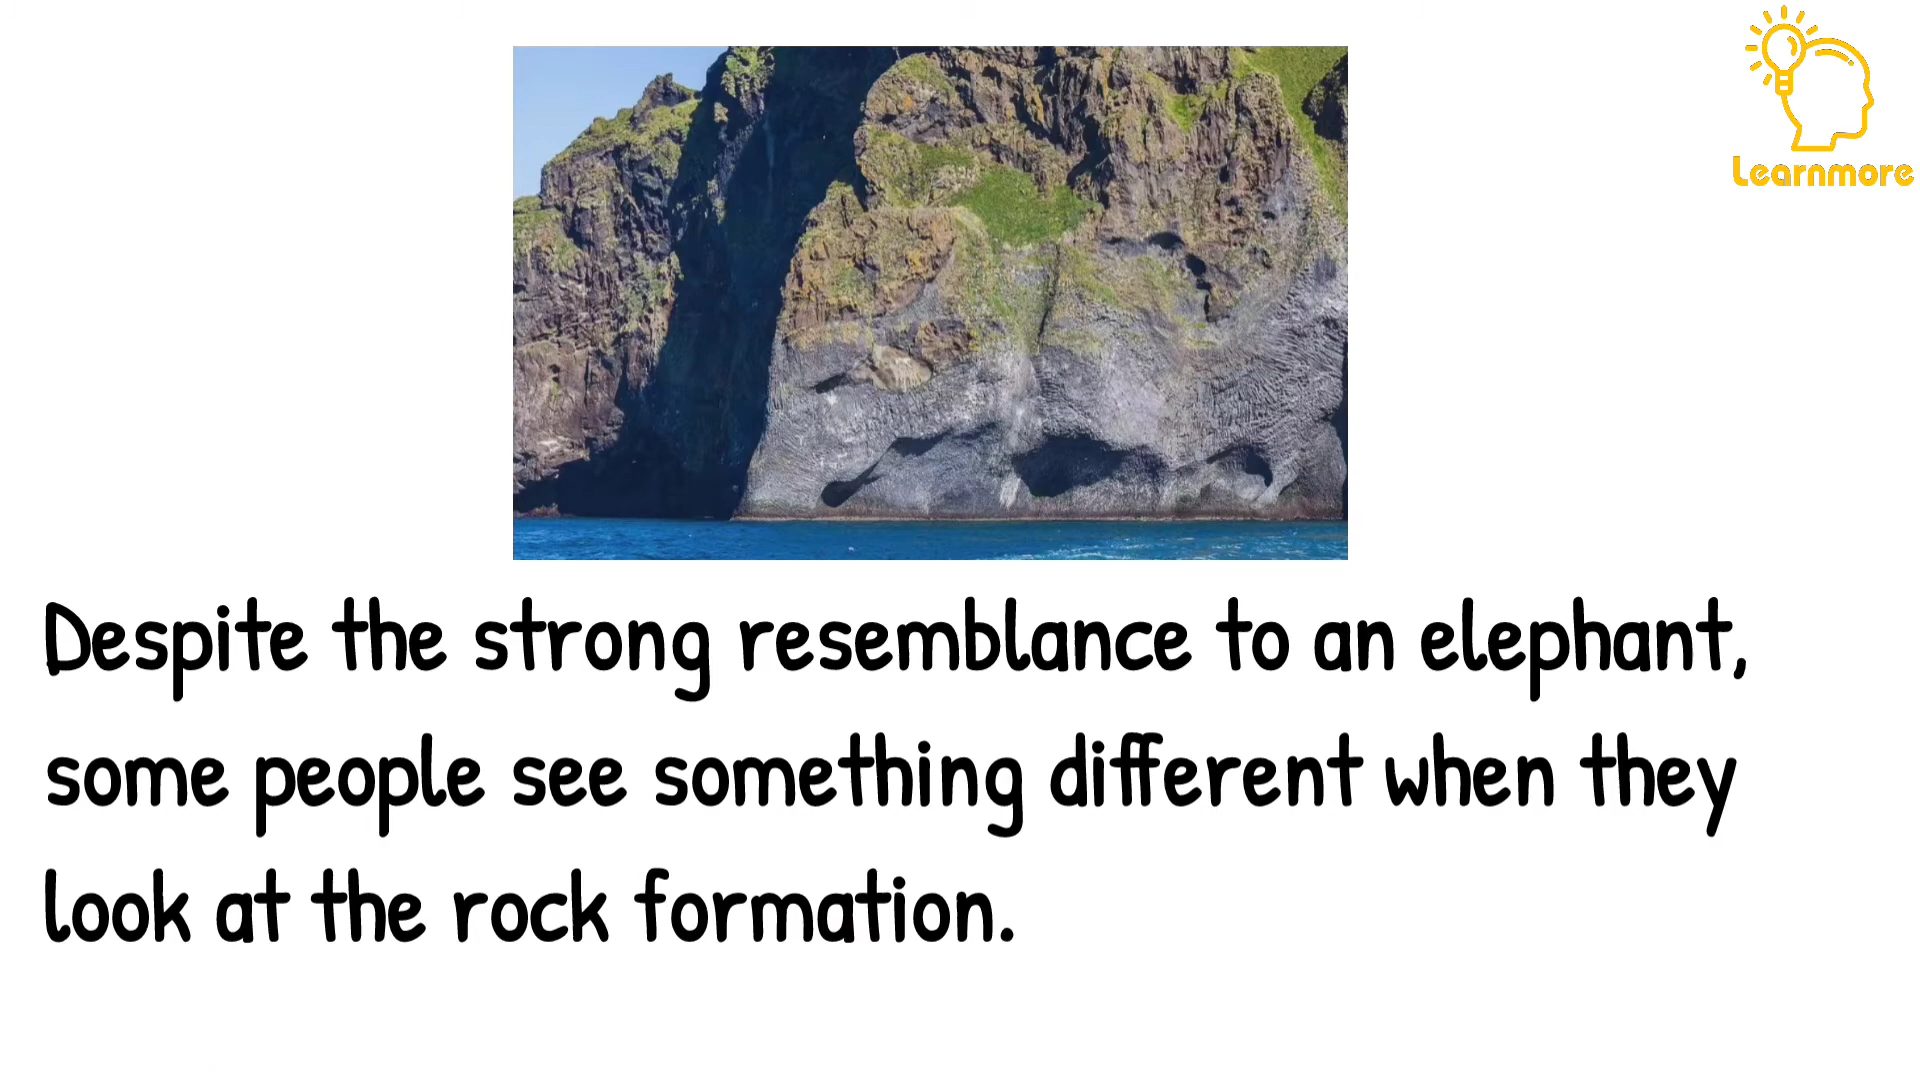 Learnmore
Despite the strong resemblance to an elephant,
some people see something different when they
look at the rock formation.